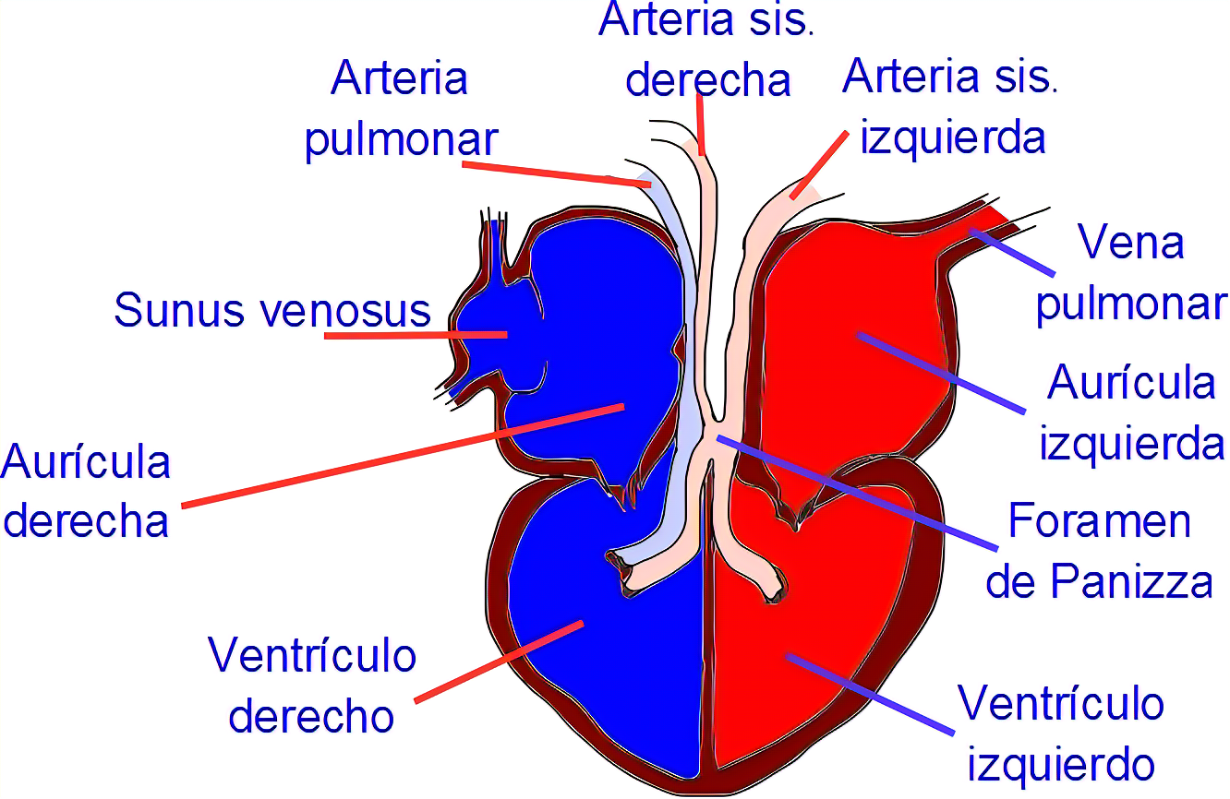 Arteria sis.
derecha
Arteria
pulmonar
Arteria sis.
izquierda
Vena
pulmonar
Sunus venosus
Aurícula
izquierda
Aurícula
derecha
Foramen
de Panizza
Ventrículo
derecho
Ventrículo
izquierdo